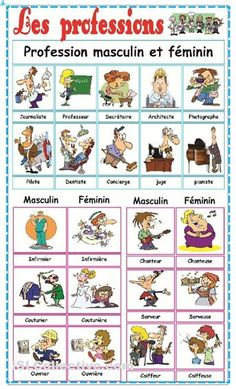 Les professions
Profession masculin et féminin
Journaliste Professeur Secrétaire Architecte Photographe
Pilote Dentiste Concierge juge pianiste
Masculin Féminin Masculin Féminin
Infirmier Infirmière Chanteur Chanteuse
Couturier Couturière Serveur Serveuse
Ouvrier Ouvrière Coiffeur Coiffeuse